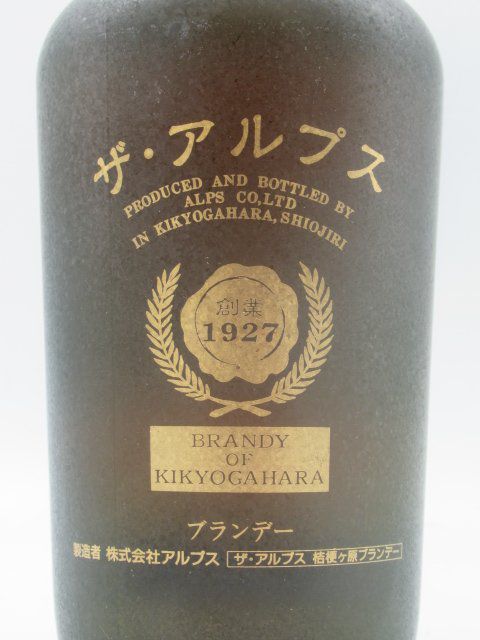 ザ・アルプス
PRODUCED AND BOTTLED BY
ALPS CO,LTD
IN KIKYOGAHARA, SHIOJIRI
創業
1927
BRANDY
OF
KIKYOGAHARA
ブランデー
製造者 株式会社アルプス ザ・アルプス 桔梗ヶ原ブランデー